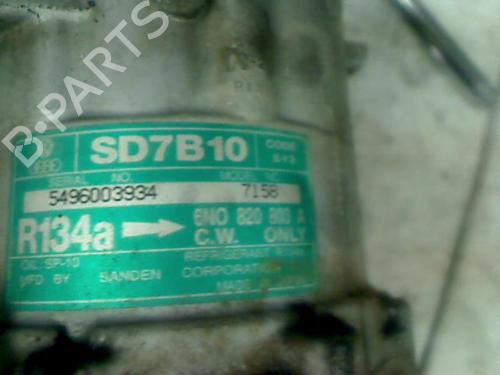 B-PARTS
SD7B10
CODE
SERIAL NO.
MODEL NO.
5496003934
7158
6N0 820 803 A
R134a
C.W. ONLY
OIL SP-10
REFRIGERANT
MFD BY SANDEN CORPORATION
MADE IN